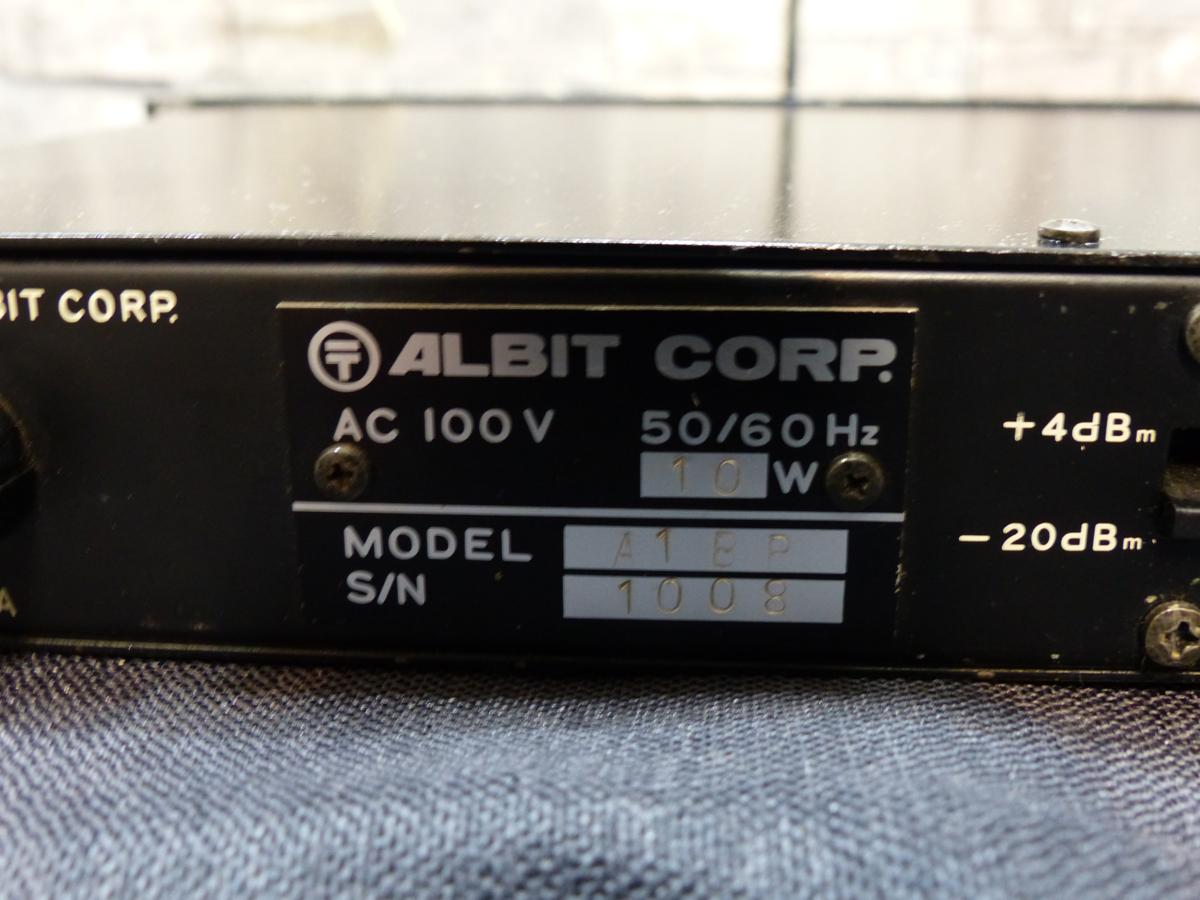 BIT CORP.
ALBIT CORP.
AC 100V 50/60Hz
10 W
MODEL A1BP
S/N 1008
+4dBm
-20dBm
A